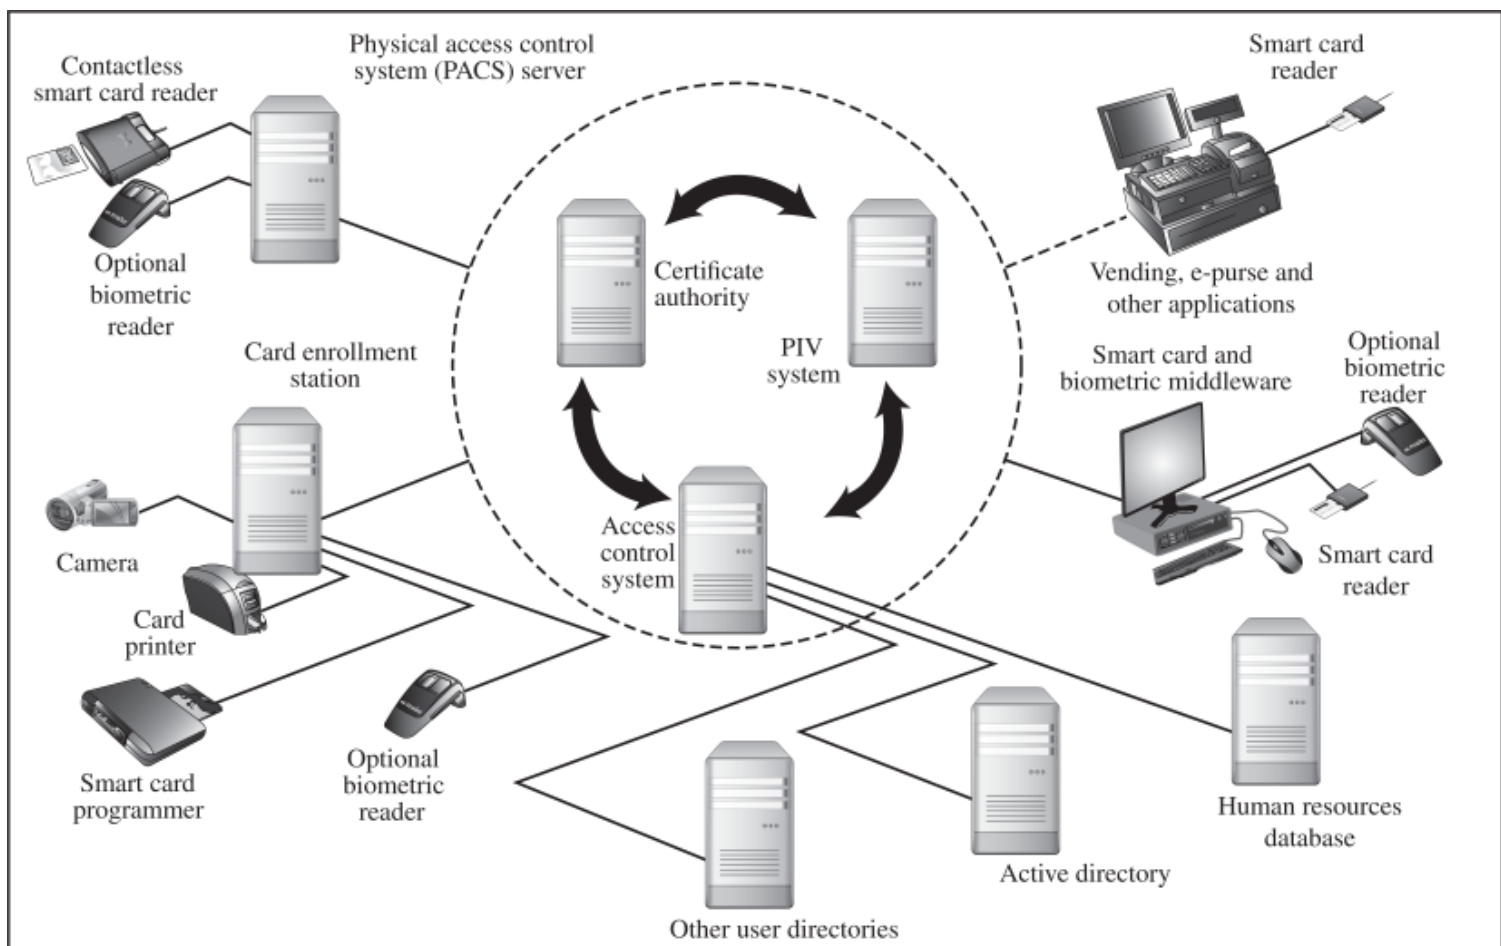 Physical access control
system (PACS) server
Contactless
smart card reader
Optional
biometric
reader
Smart card
reader
Vending, e-purse and
other applications
Certificate
authority
PIV
system
Access
control
system
Card enrollment
station
Camera
Card
printer
Smart card
programmer
Optional
biometric
reader
Smart card and
biometric middleware
Optional
biometric
reader
Smart card
reader
Human resources
database
Active directory
Other user directories